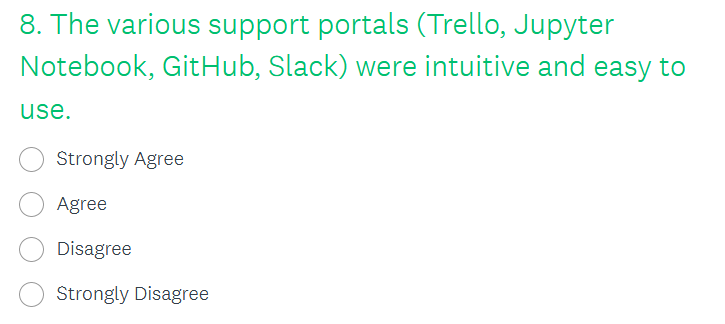 8. The various support portals (Trello, Jupyter
Notebook, GitHub, Slack) were intuitive and easy to
use.
Strongly Agree
Agree
Disagree
Strongly Disagree